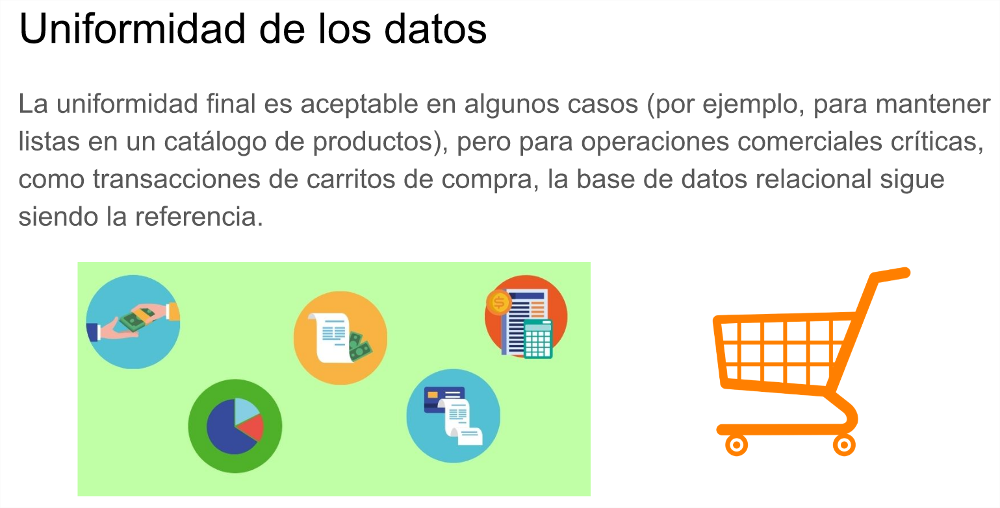 Uniformidad de los datos
La uniformidad final es aceptable en algunos casos (por ejemplo, para mantener
listas en un catálogo de productos), pero para operaciones comerciales críticas,
como transacciones de carritos de compra, la base de datos relacional sigue
siendo la referencia.
$